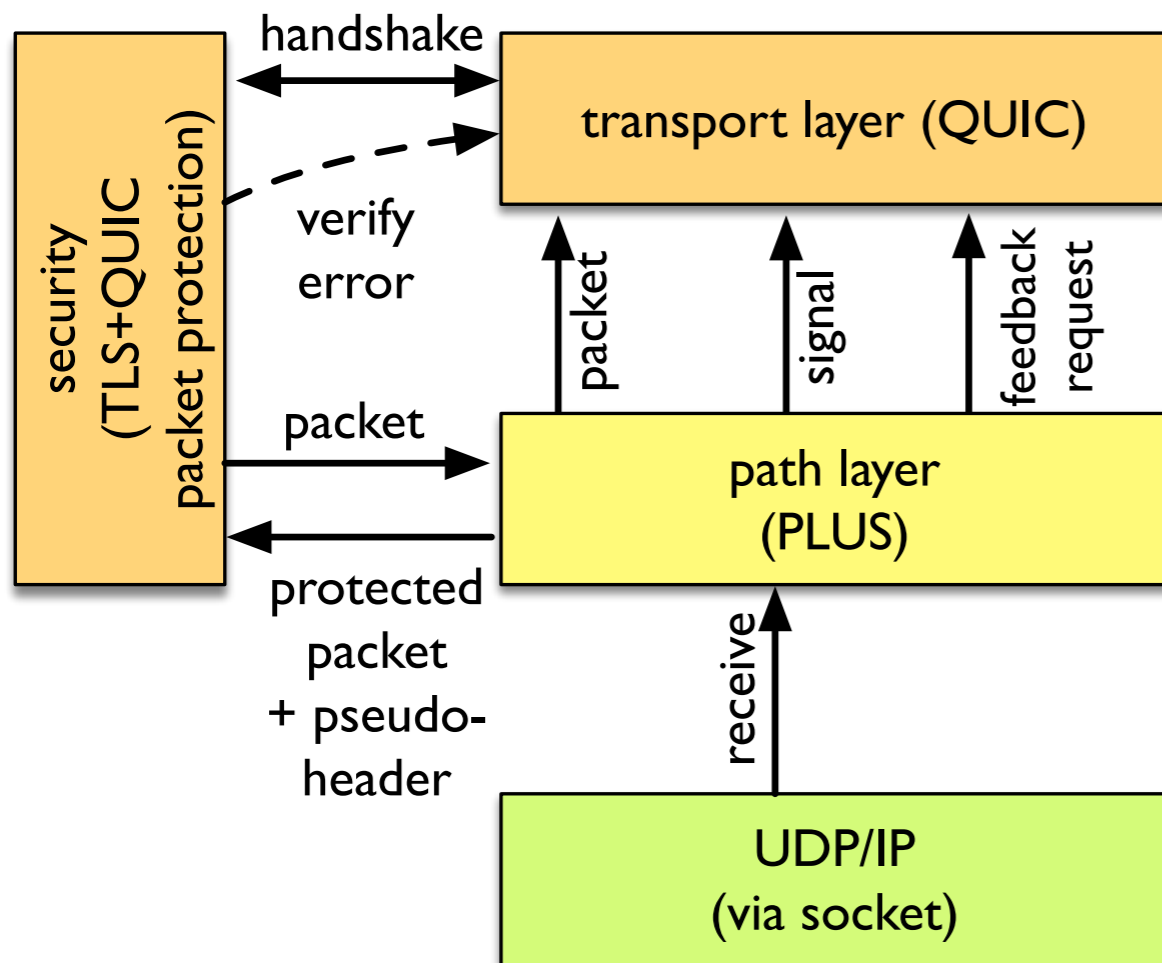 handshake
transport layer (QUIC)
security
(TLS+QUIC
packet protection)
verify
error
packet
signal
feedback
request
packet
path layer
(PLUS)
protected
packet
+ pseudo-
header
receive
UDP/IP
(via socket)